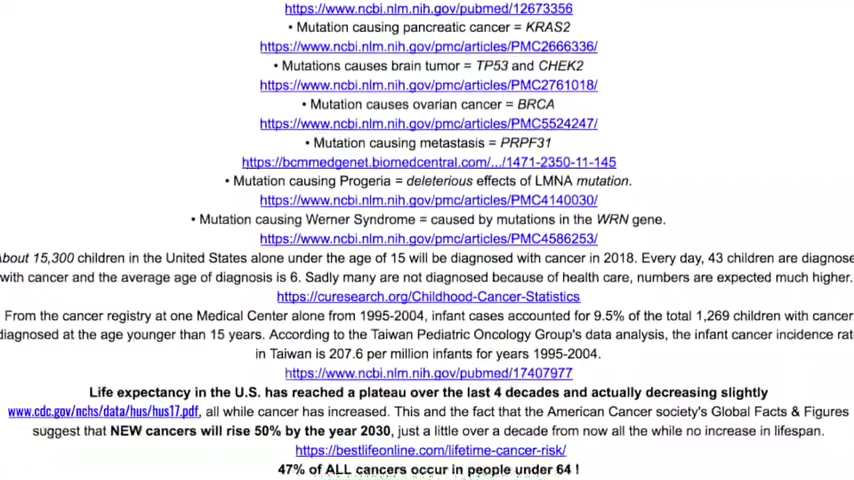 https://www.ncbi.nlm.nih.gov/pubmed/12673356
• Mutation causing pancreatic cancer = KRAS2
https://www.ncbi.nlm.nih.gov/pmc/articles/PMC2666336/
• Mutations causes brain tumor = TP53 and CHEK2
https://www.ncbi.nlm.nih.gov/pmc/articles/PMC2761018/
• Mutation causes ovarian cancer = BRCA
https://www.ncbi.nlm.nih.gov/pmc/articles/PMC5524247/
• Mutation causing metastasis = PRPF31
https://bcmmedgenet.biomedcentral.com/.../1471-2350-11-145
• Mutation causing Progeria = deleterious effects of LMNA mutation.
https://www.ncbi.nlm.nih.gov/pmc/articles/PMC4140030/
• Mutation causing Werner Syndrome = caused by mutations in the WRN gene.
https://www.ncbi.nlm.nih.gov/pmc/articles/PMC4586253/
About 15,300 children in the United States alone under the age of 15 will be diagnosed with cancer in 2018. Every day, 43 children are diagnose
with cancer and the average age of diagnosis is 6. Sadly many are not diagnosed because of health care, numbers are expected much higher.
https://curesearch.org/Childhood-Cancer-Statistics
From the cancer registry at one Medical Center alone from 1995-2004, infant cases accounted for 9.5% of the total 1,269 children with cancer
diagnosed at the age younger than 15 years. According to the Taiwan Pediatric Oncology Group's data analysis, the infant cancer incidence rat
in Taiwan is 207.6 per million infants for years 1995-2004.
https://www.ncbi.nlm.nih.gov/pubmed/17407977
Life expectancy in the U.S. has reached a plateau over the last 4 decades and actually decreasing slightly
www.cdc.gov/nchs/data/hus/hus17.pdf, all while cancer has increased. This and the fact that the American Cancer society's Global Facts & Figures
suggest that NEW cancers will rise 50% by the year 2030, just a little over a decade from now all the while no increase in lifespan.
https://bestlifeonline.com/lifetime-cancer-risk/
47% of ALL cancers occur in people under 64 !